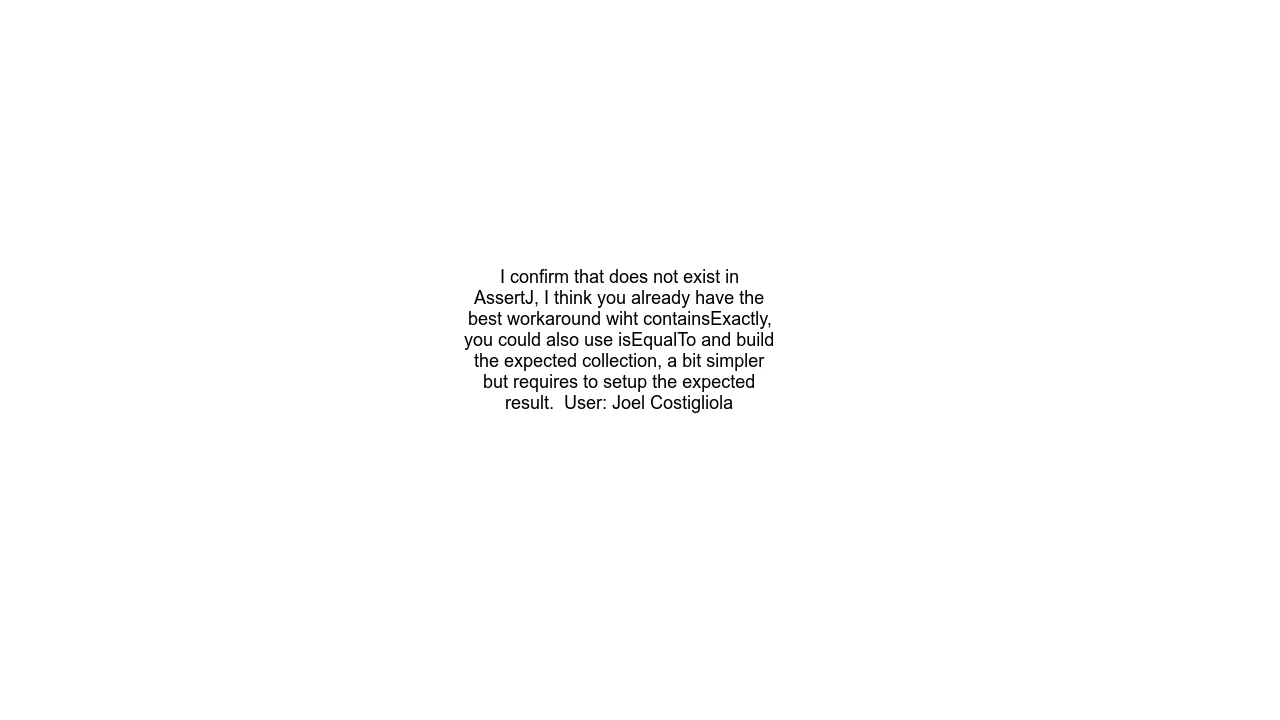 I confirm that does not exist in
AssertJ, I think you already have the
best workaround wiht containsExactly,
you could also use isEqualTo and build
the expected collection, a bit simpler
but requires to setup the expected
result.  User: Joel Costigliola